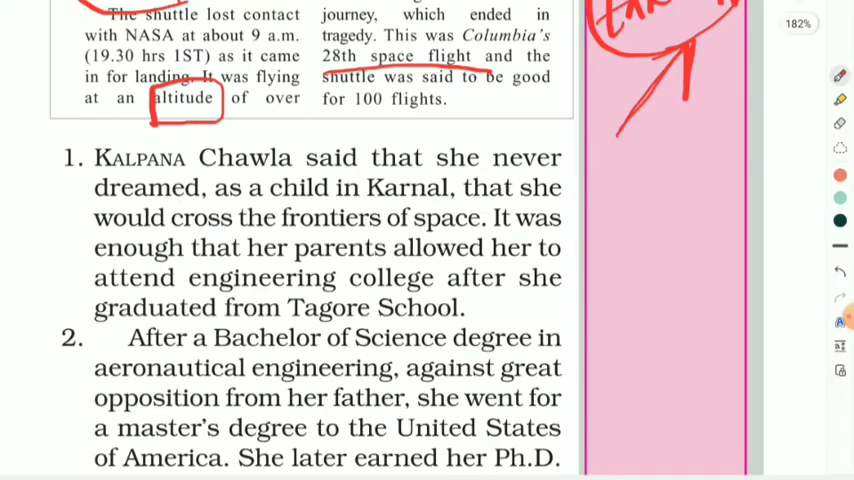 The shuttle lost contact
with NASA at about 9 a.m.
(19.30 hrs 1ST) as it came
in for landing. It was flying
at an altitude of over
journey, which ended in
tragedy. This was Columbia's
28th space flight and the
shuttle was said to be good
for 100 flights.
182%
1. KALPANA Chawla said that she never
dreamed, as a child in Karnal, that she
would cross the frontiers of space. It was
enough that her parents allowed her to
attend engineering college after she
graduated from Tagore School.
2. After a Bachelor of Science degree in
aeronautical engineering, against great
opposition from her father, she went for
a master's degree to the United States
of America. She later earned her Ph.D.